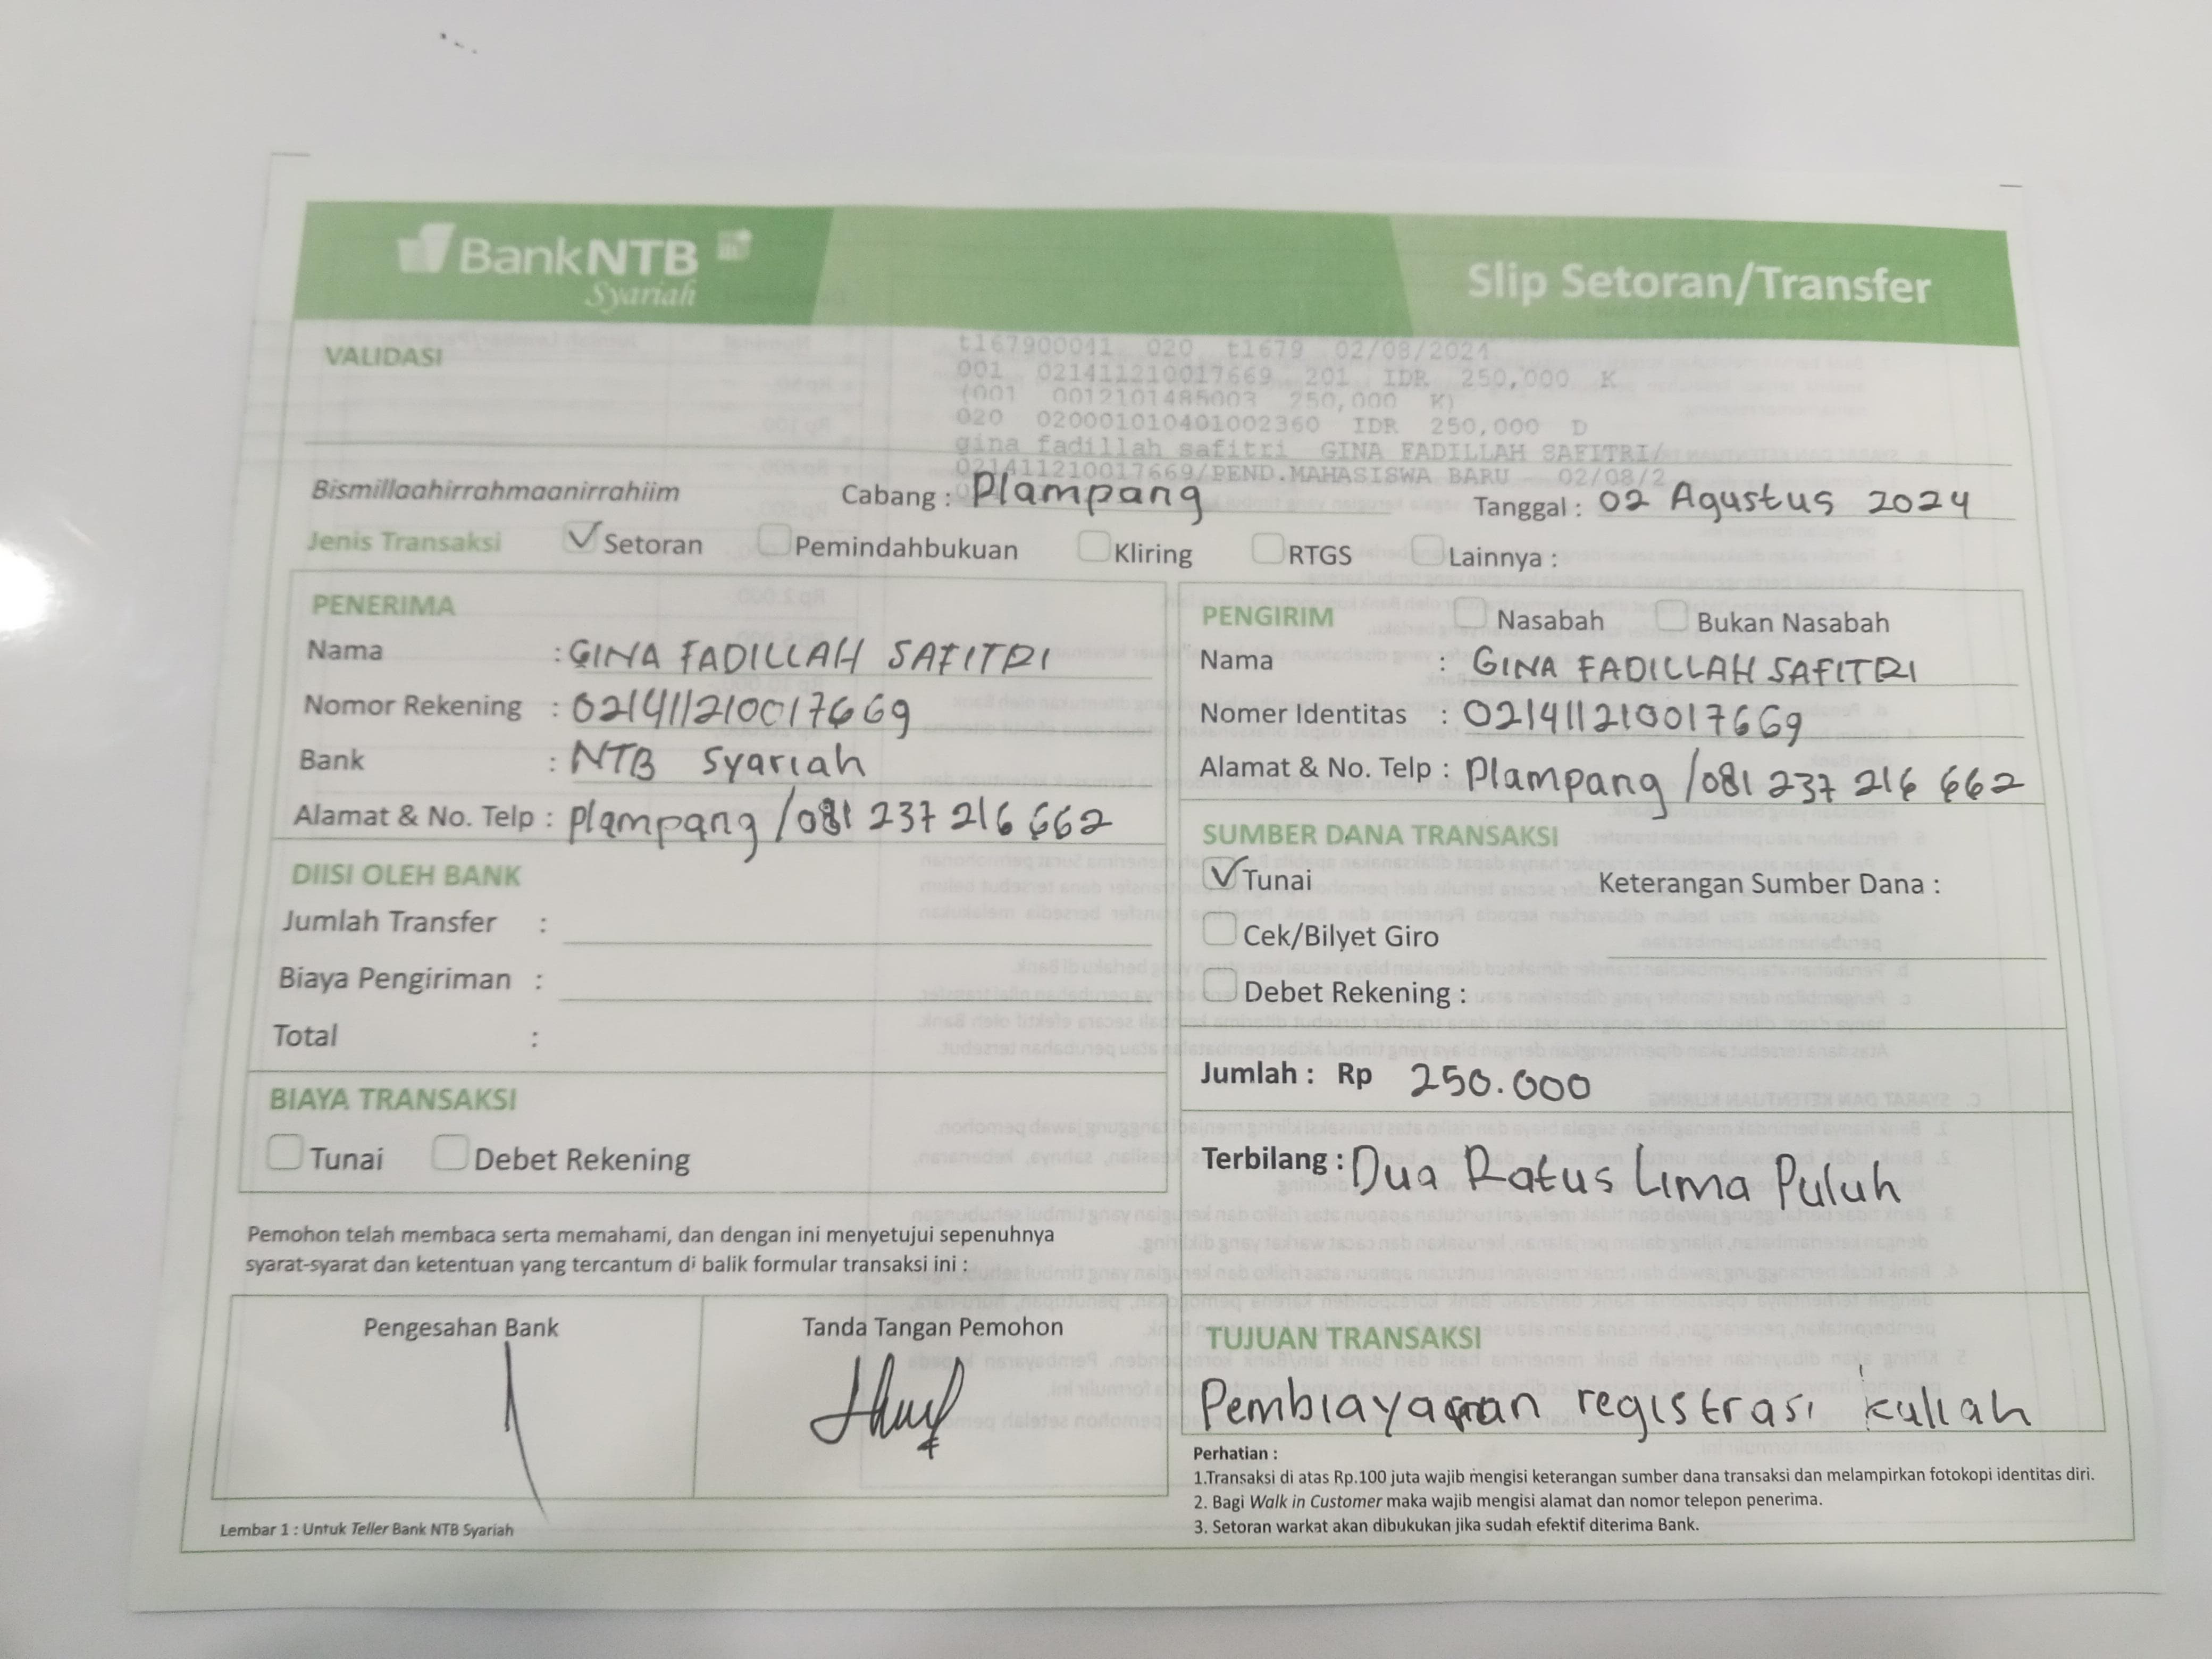 BankNTB
Syariah
Slip Setoran/Transfer
VALIDASI
t167900041 020 t1679 02/08/2024
001 021411210017669 201 IDR 250,000 K
(001 0012101485003 250,000 K)
020 020001010401002360 IDR 250,000 D
gina fadillah safitri GINA FADILLAH SAFITRI/
021411210017669/PEND.MAHASISWA BARU 02/08/2
Bismillaahirrahmaanirrahiim Cabang : Plampang Tanggal : 02 Agustus 2024
Jenis Transaksi Setoran Pemindahbukuan Kliring RTGS Lainnya :
PENERIMA
Nama : GINA FADILLAH SAFITRI
Nomor Rekening : 021411210017669
Bank : NTB Syariah
Alamat & No. Telp : plampang /081 237 216 662
PENGIRIM Nasabah Bukan Nasabah
Nama : GINA FADILLAH SAFITRI
Nomer Identitas : 021411210017669
Alamat & No. Telp : Plampang /081 237 216 662
DIISI OLEH BANK
Jumlah Transfer :
Biaya Pengiriman :
Total :
SUMBER DANA TRANSAKSI
Tunai Keterangan Sumber Dana :
Cek/Bilyet Giro
Debet Rekening :
Jumlah : Rp 250.000
BIAYA TRANSAKSI
Tunai Debet Rekening
Terbilang : Dua Ratus Lima Puluh
Pemohon telah membaca serta memahami, dan dengan ini menyetujui sepenuhnya
syarat-syarat dan ketentuan yang tercantum di balik formular transaksi ini :
Pengesahan Bank Tanda Tangan Pemohon
TUJUAN TRANSAKSI
registrasi kuliah
Perhatian :
1.Transaksi di atas Rp.100 juta wajib mengisi keterangan sumber dana transaksi dan melampirkan fotokopi identitas diri.
2. Bagi Walk in Customer maka wajib mengisi alamat dan nomor telepon penerima.
3. Setoran warkat akan dibukukan jika sudah efektif diterima Bank.
Lembar 1 : Untuk Teller Bank NTB Syariah